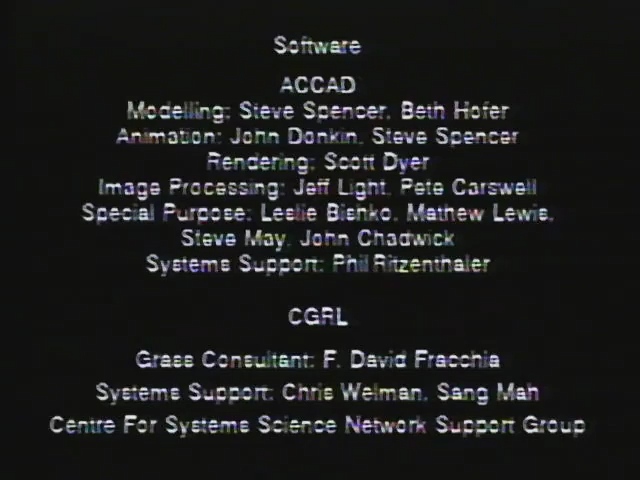 Software
ACCAD
Modelling: Steve Spencer, Beth Hofer
Animation: John Donkin, Steve Spencer
Rendering: Scott Dyer
Image Processing: Jeff Light, Pete Carswell
Special Purpose: Leslie Bishko, Mathew Lewis,
Steve May, John Chadwick
Systems Support: Phil Ritzenthaler
CGRL
Grass Consultant: F. David Fracchia
Systems Support: Chris Welman, Sang Mah
Centre For Systems Science Network Support Group